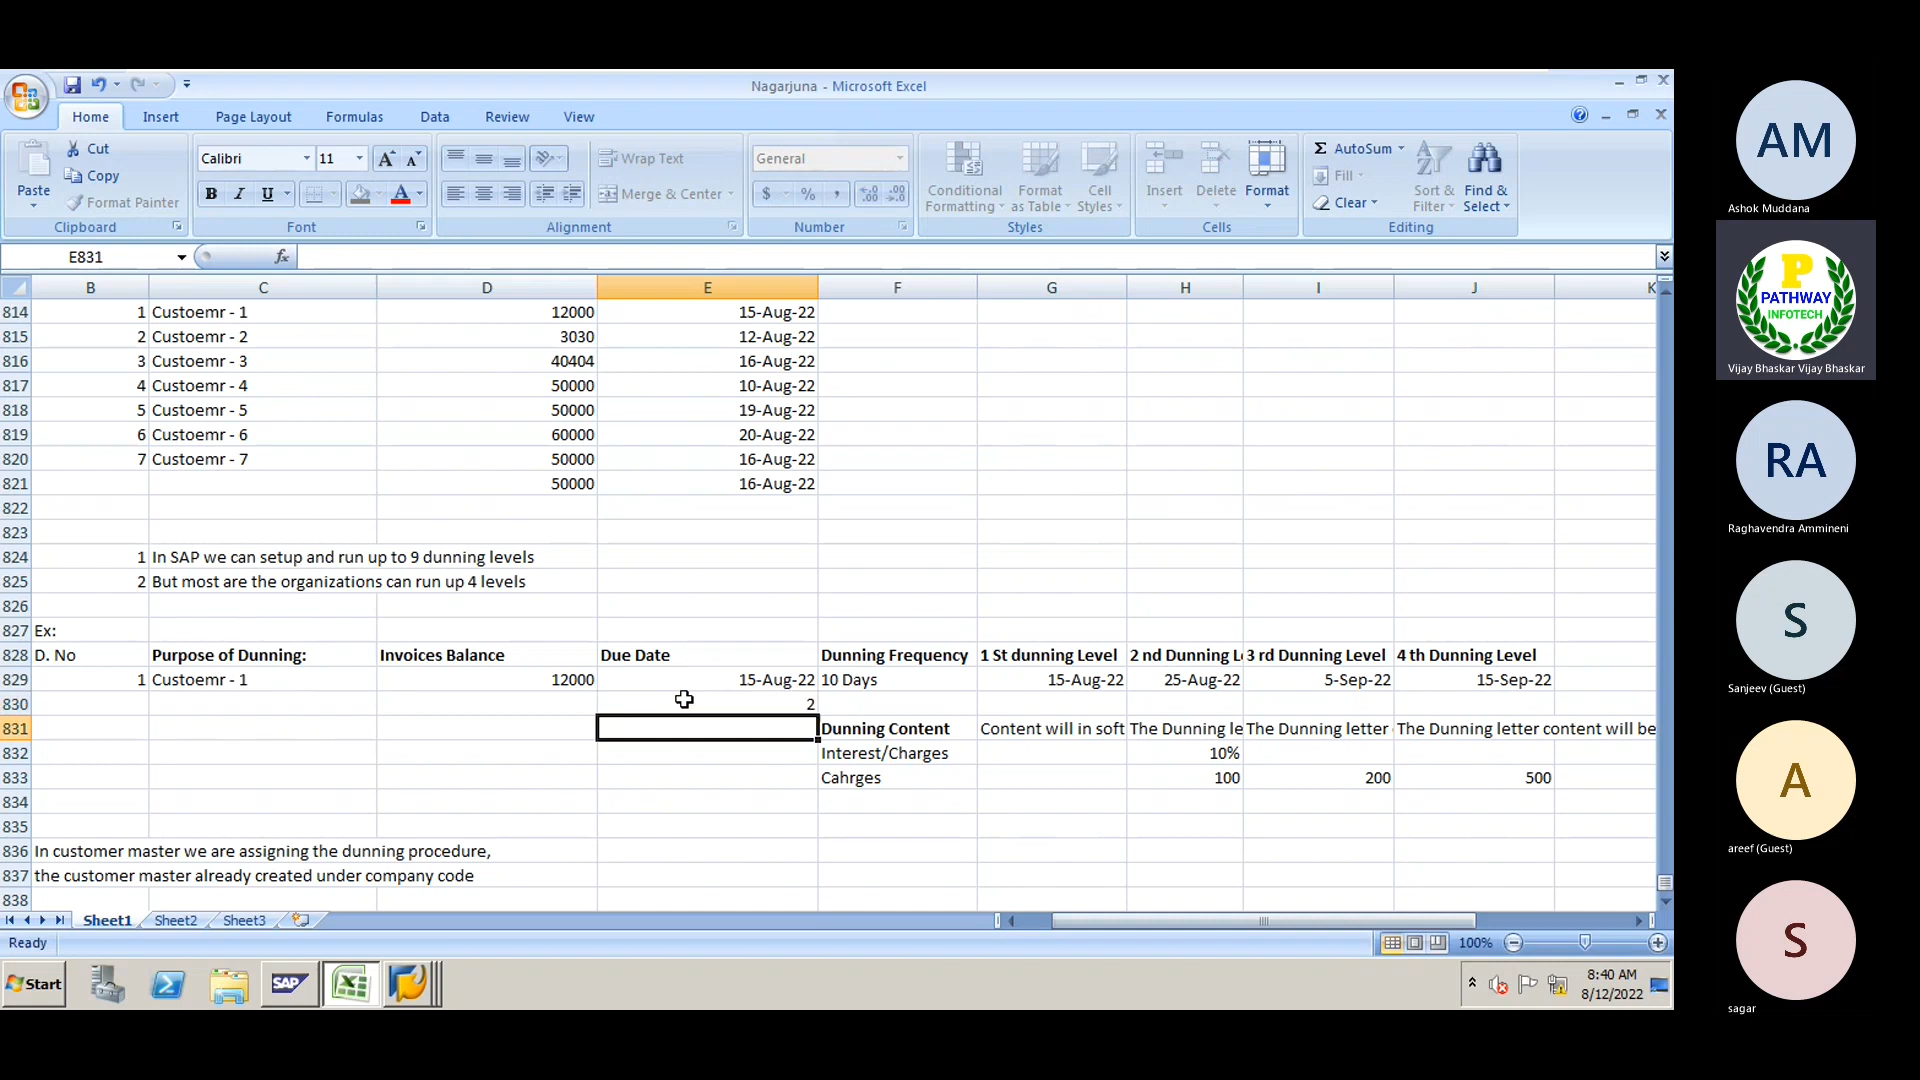 Nagarjuna - Microsoft Excel
Home Insert Page Layout Formulas Data Review View
Paste
Cut
Copy
Format Painter
Clipboard
Calibri 11
B I U
Font
Wrap Text
Merge & Center
Alignment
General
$ % ,
Number
Conditional Formatting
Format as Table
Cell Styles
Styles
Insert Delete Format
Cells
Σ AutoSum
Fill
Clear
Sort & Filter
Find & Select
Editing
E831 fx
B C D E F G H I J K
814 1 Custoemr - 1 12000 15-Aug-22
815 2 Custoemr - 2 3030 12-Aug-22
816 3 Custoemr - 3 40404 16-Aug-22
817 4 Custoemr - 4 50000 10-Aug-22
818 5 Custoemr - 5 50000 19-Aug-22
819 6 Custoemr - 6 60000 20-Aug-22
820 7 Custoemr - 7 50000 16-Aug-22
821 50000 16-Aug-22
822
823
824 1 In SAP we can setup and run up to 9 dunning levels
825 2 But most are the organizations can run up 4 levels
826
827 Ex:
828 D. No Purpose of Dunning: Invoices Balance Due Date Dunning Frequency 1 St dunning Level 2 nd Dunning L 3 rd Dunning Level 4 th Dunning Level
829 1 Custoemr - 1 12000 15-Aug-22 10 Days 15-Aug-22 25-Aug-22 5-Sep-22 15-Sep-22
830 2
831 Dunning Content Content will in soft The Dunning le The Dunning letter The Dunning letter content will be
832 Interest/Charges 10%
833 Cahrges 100 200 500
834
835
836 In customer master we are assigning the dunning procedure,
837 the customer master already created under company code
838
Sheet1 Sheet2 Sheet3
Ready 100%
Start SAP
8:40 AM
8/12/2022
AM
Ashok Muddana
P
PATHWAY
INFOTECH
Vijay Bhaskar Vijay Bhaskar
RA
Raghavendra Ammineni
S
Sanjeev (Guest)
A
areef (Guest)
S
sagar